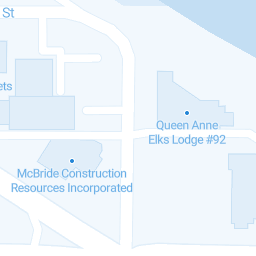 St
ets
Queen Anne
Elks Lodge #92
McBride Construction
Resources Incorporated